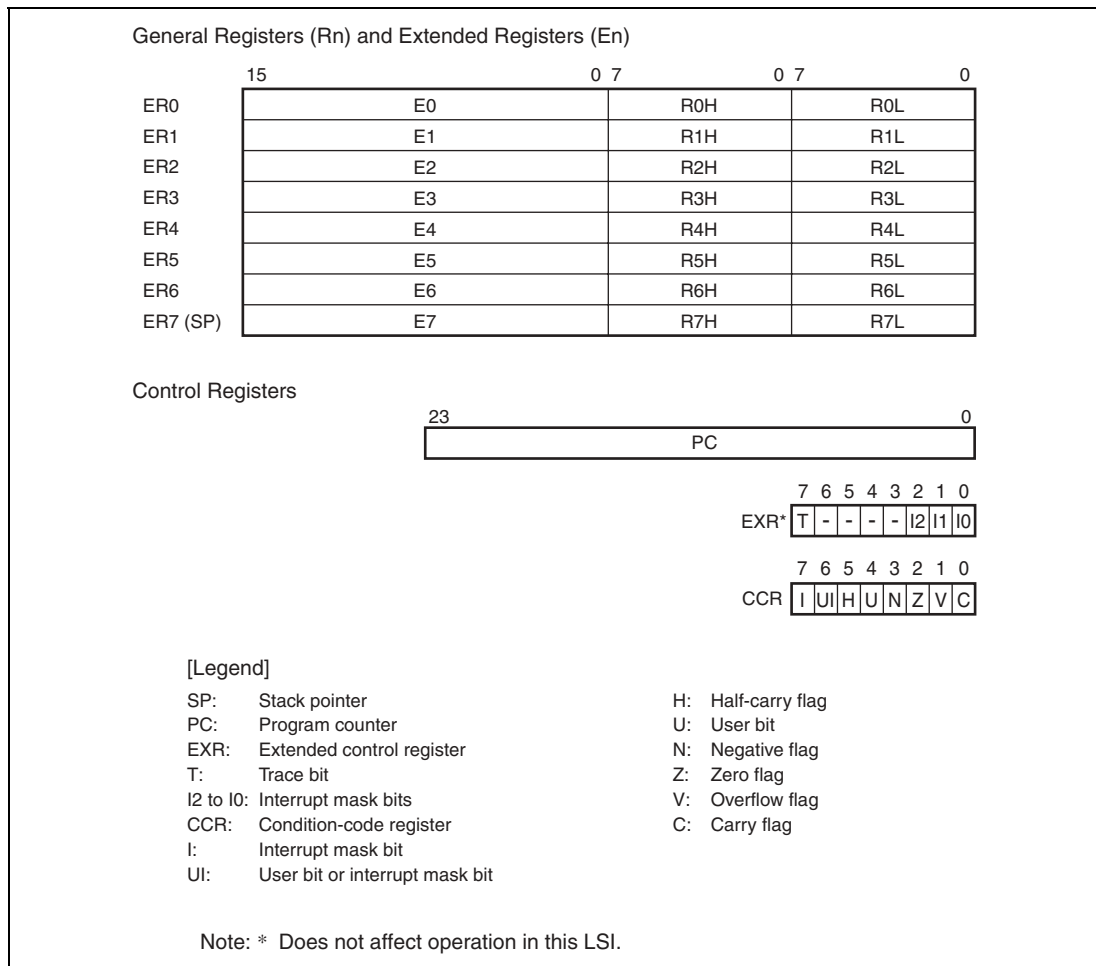 General Registers (Rn) and Extended Registers (En)
15 0 7 0 7 0
ER0 E0 R0H R0L
ER1 E1 R1H R1L
ER2 E2 R2H R2L
ER3 E3 R3H R3L
ER4 E4 R4H R4L
ER5 E5 R5H R5L
ER6 E6 R6H R6L
ER7 (SP) E7 R7H R7L
Control Registers
23 0
PC
7 6 5 4 3 2 1 0
EXR* T - - - - I2 I1 I0
7 6 5 4 3 2 1 0
CCR I UI H U N Z V C
[Legend]
SP: Stack pointer
PC: Program counter
EXR: Extended control register
T: Trace bit
I2 to I0: Interrupt mask bits
CCR: Condition-code register
I: Interrupt mask bit
UI: User bit or interrupt mask bit
H: Half-carry flag
U: User bit
N: Negative flag
Z: Zero flag
V: Overflow flag
C: Carry flag
Note: * Does not affect operation in this LSI.